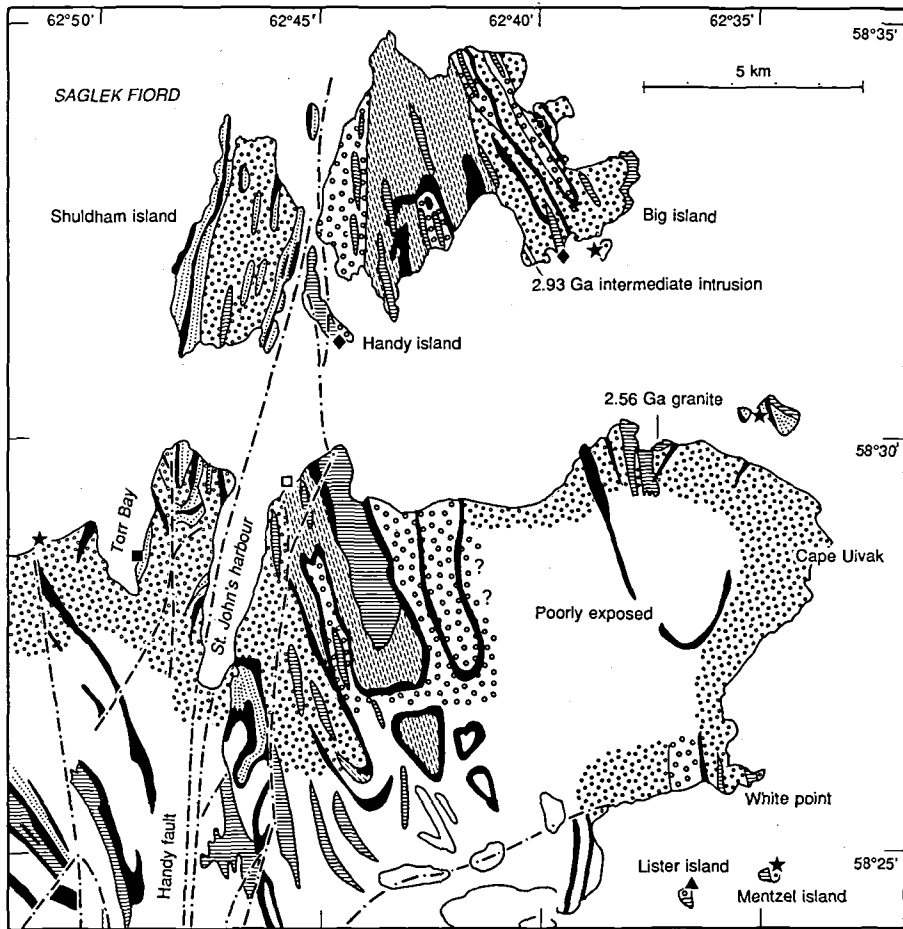 62°50'
62°45'
62°40'
62°35'
58°35'
5 km
SAGLEK FIORD
Shuldham island
Big island
2.93 Ga intermediate intrusion
Handy island
2.56 Ga granite
58°30'
Torr Bay
St. John's harbour
Cape Uivak
?
?
Poorly exposed
White point
Handy fault
58°25'
Lister island
Mentzel island